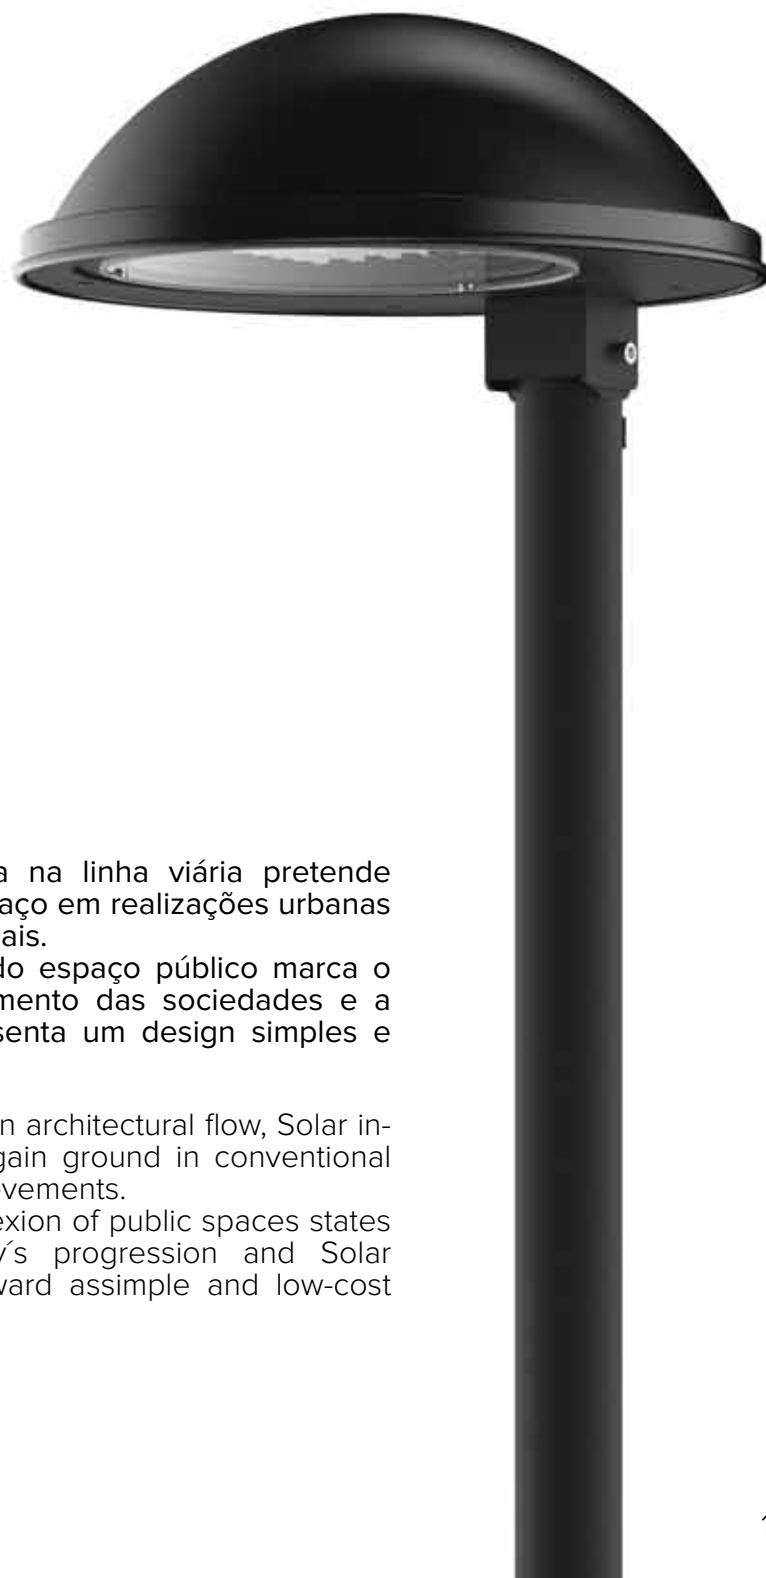 a na linha viária pretende
aço em realizações urbanas
ais.
do espaço público marca o
mento das sociedades e a
senta um design simples e
n architectural flow, Solar in-
gain ground in conventional
vements.
exion of public spaces states
y´s progression and Solar
ward assimple and low-cost